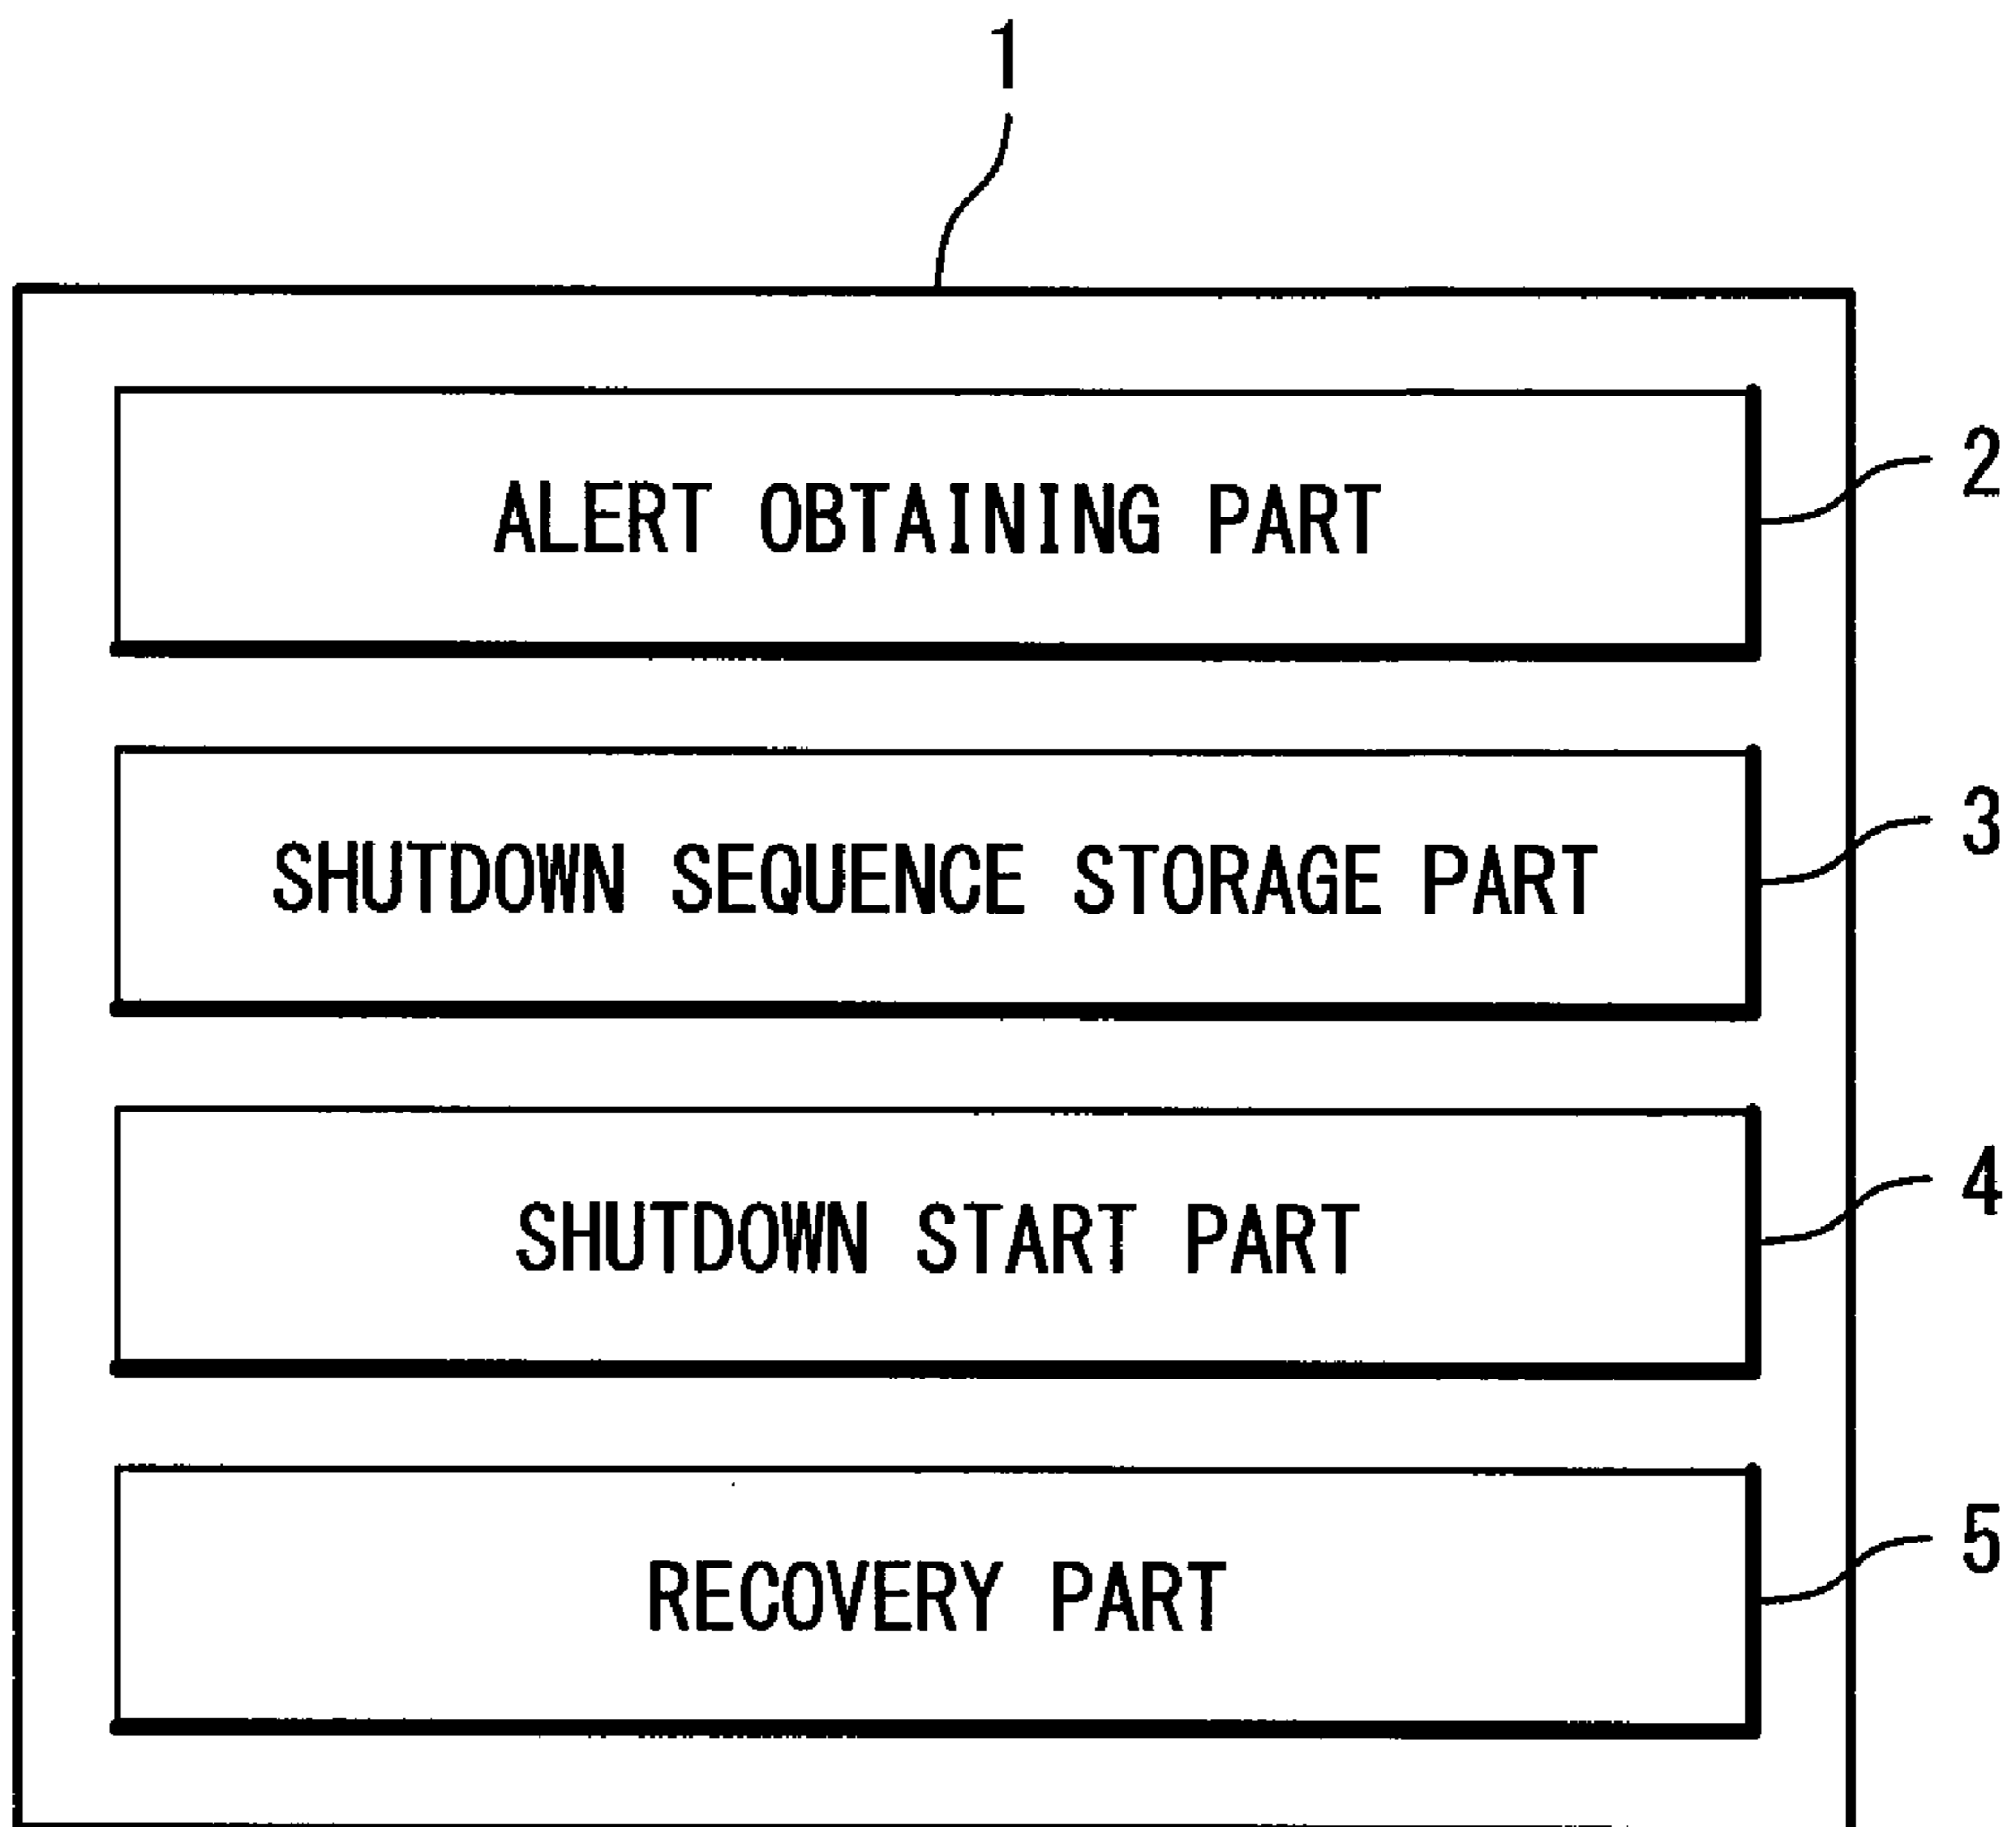 1
ALERT OBTAINING PART
2
SHUTDOWN SEQUENCE STORAGE PART
3
SHUTDOWN START PART
4
RECOVERY PART
5